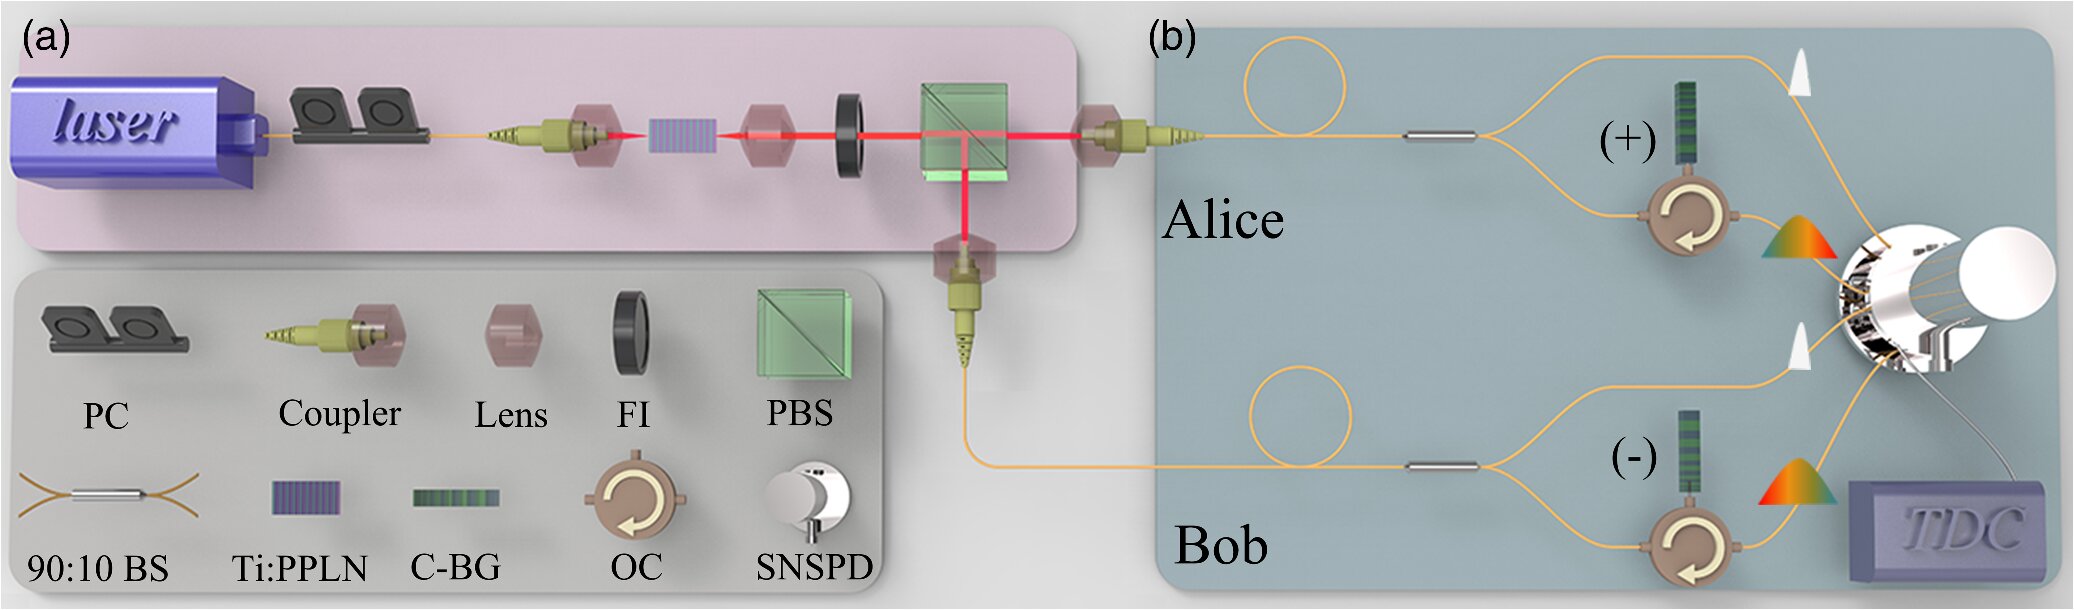 (a)
laser
(b)
(+)
Alice
(-)
Bob
TDC
PC
Coupler
Lens
FI
PBS
90:10 BS
Ti:PPLN
C-BG
OC
SNSPD